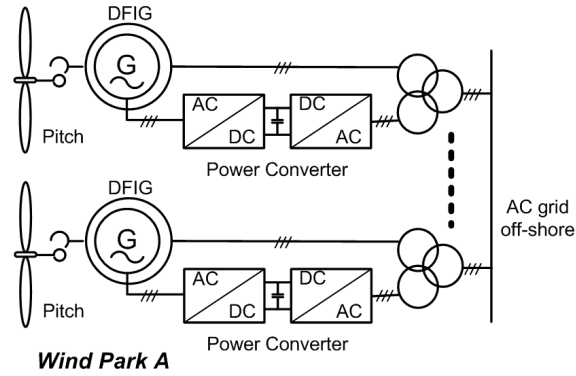 DFIG
G
Pitch
AC
DC
DC
AC
Power Converter
DFIG
G
Pitch
AC
DC
DC
AC
Power Converter
AC grid
off-shore
Wind Park A